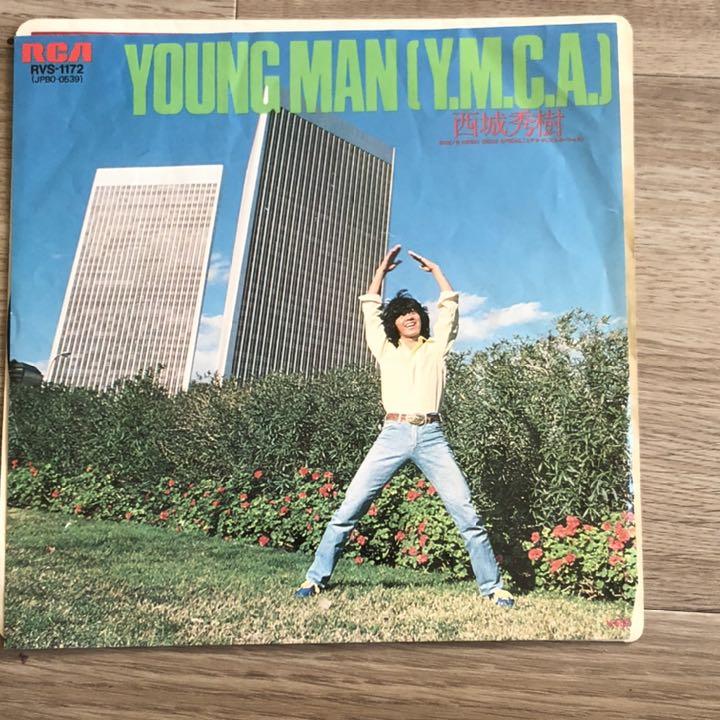 RCA
RVS-1172
(JPBO-0539)
YOUNG MAN (Y.M.C.A.)
西城秀樹